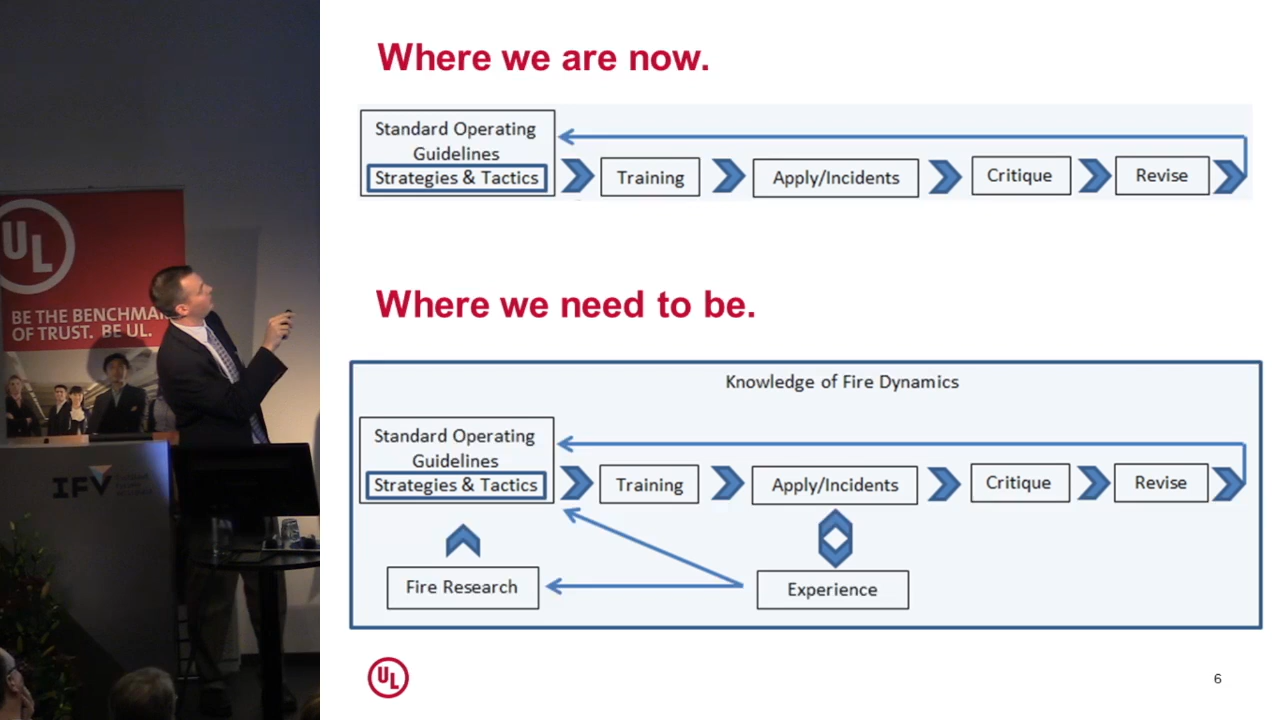 UL
BE THE BENCHMA
OF TRUST. BE UL.
IFV
Where we are now.
Standard Operating
Guidelines
Strategies & Tactics
Training
Apply/Incidents
Critique
Revise
Where we need to be.
Knowledge of Fire Dynamics
Standard Operating
Guidelines
Strategies & Tactics
Training
Apply/Incidents
Critique
Revise
Fire Research
Experience
UL
6